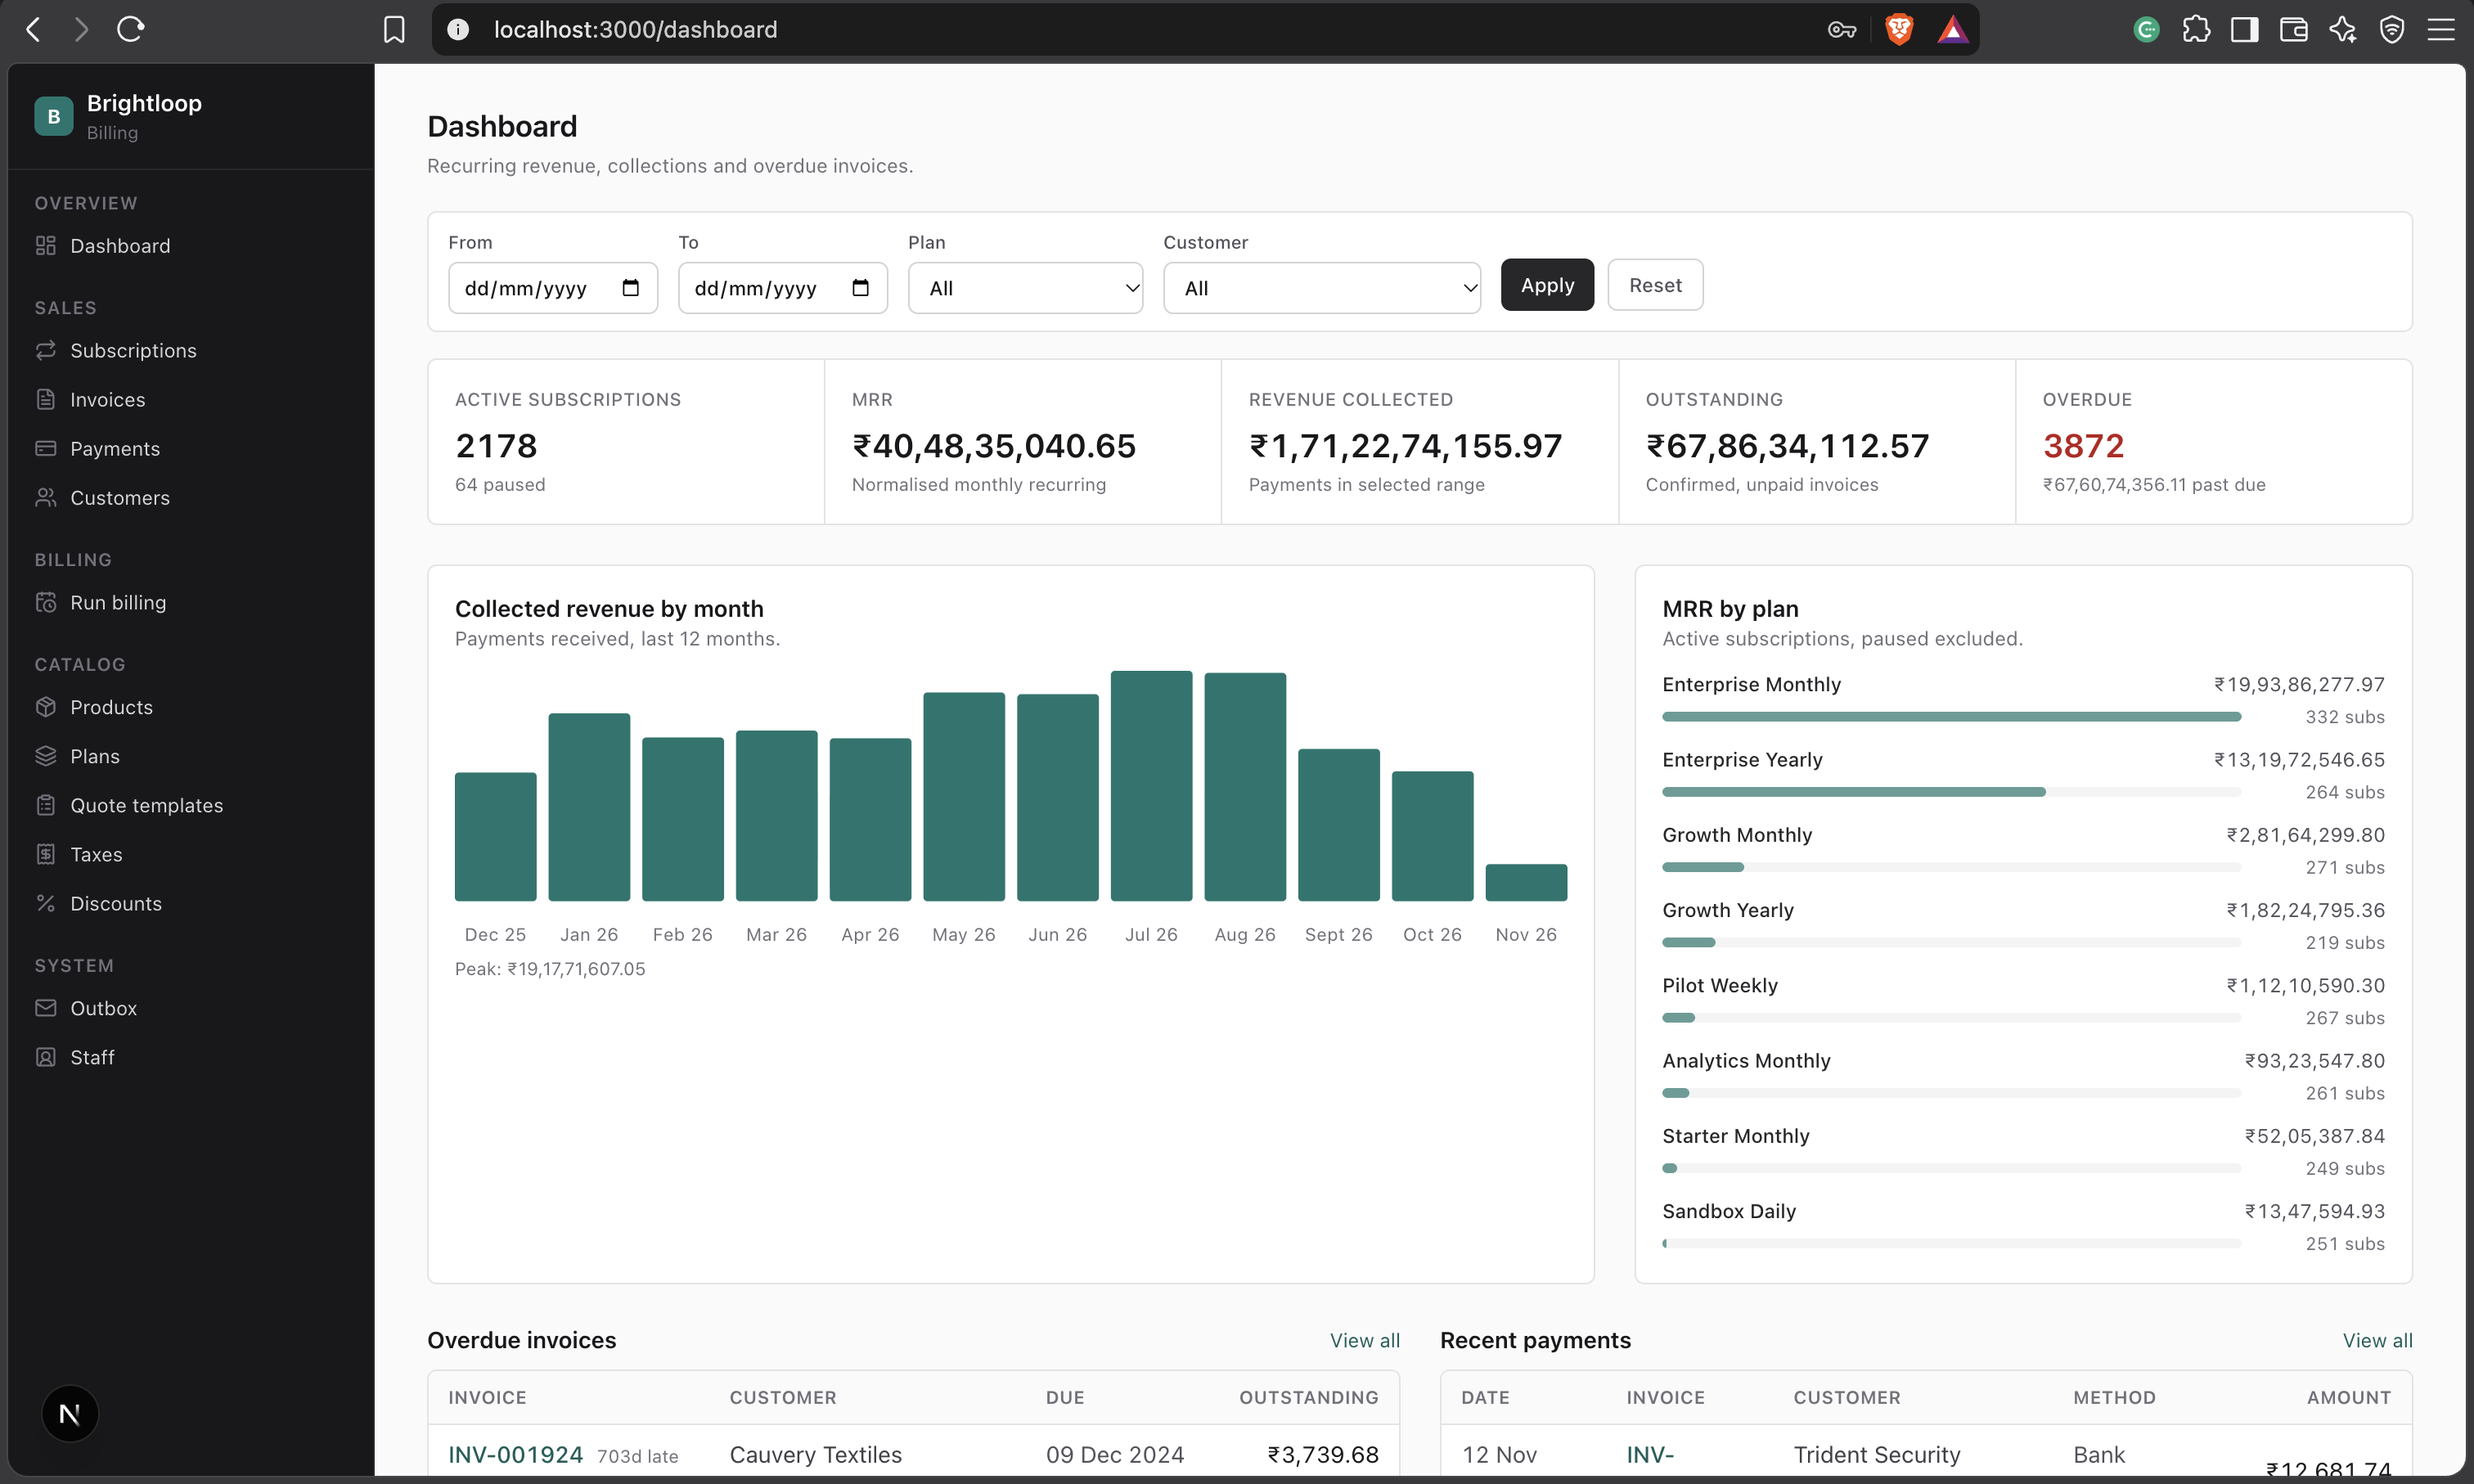 localhost:3000/dashboard
B
Brightloop
Billing
OVERVIEW
Dashboard
SALES
Subscriptions
Invoices
Payments
Customers
BILLING
Run billing
CATALOG
Products
Plans
Quote templates
Taxes
Discounts
SYSTEM
Outbox
Staff
N
Dashboard
Recurring revenue, collections and overdue invoices.
From To Plan Customer
dd/mm/yyyy dd/mm/yyyy All All Apply Reset
ACTIVE SUBSCRIPTIONS
2178
64 paused
MRR
₹40,48,35,040.65
Normalised monthly recurring
REVENUE COLLECTED
₹1,71,22,74,155.97
Payments in selected range
OUTSTANDING
₹67,86,34,112.57
Confirmed, unpaid invoices
OVERDUE
3872
₹67,60,74,356.11 past due
Collected revenue by month
Payments received, last 12 months.
Dec 25 Jan 26 Feb 26 Mar 26 Apr 26 May 26 Jun 26 Jul 26 Aug 26 Sept 26 Oct 26 Nov 26
Peak: ₹19,17,71,607.05
MRR by plan
Active subscriptions, paused excluded.
Enterprise Monthly ₹19,93,86,277.97
332 subs
Enterprise Yearly ₹13,19,72,546.65
264 subs
Growth Monthly ₹2,81,64,299.80
271 subs
Growth Yearly ₹1,82,24,795.36
219 subs
Pilot Weekly ₹1,12,10,590.30
267 subs
Analytics Monthly ₹93,23,547.80
261 subs
Starter Monthly ₹52,05,387.84
249 subs
Sandbox Daily ₹13,47,594.93
251 subs
Overdue invoices View all
INVOICE CUSTOMER DUE OUTSTANDING
INV-001924 703d late Cauvery Textiles 09 Dec 2024 ₹3,739.68
Recent payments View all
DATE INVOICE CUSTOMER METHOD AMOUNT
12 Nov INV- Trident Security Bank
₹12,681.74